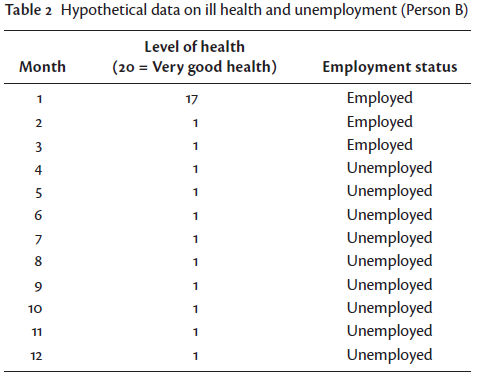 Table 2 Hypothetical data on ill health and unemployment (Person B)
Level of health
Month (20 = Very good health) Employment status
1 17 Employed
2 1 Employed
3 1 Employed
4 1 Unemployed
5 1 Unemployed
6 1 Unemployed
7 1 Unemployed
8 1 Unemployed
9 1 Unemployed
10 1 Unemployed
11 1 Unemployed
12 1 Unemployed